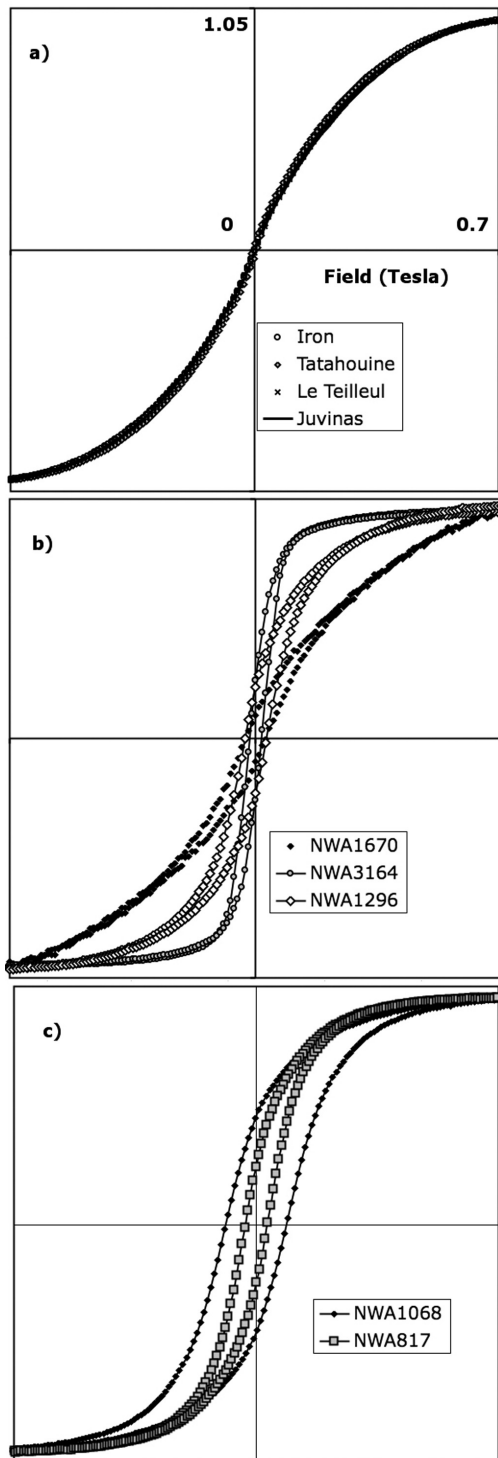 1.05
a)
0
0.7
Field (Tesla)
Iron
Tatahouine
Le Teilleul
Juvinas
b)
NWA1670
NWA3164
NWA1296
c)
NWA1068
NWA817